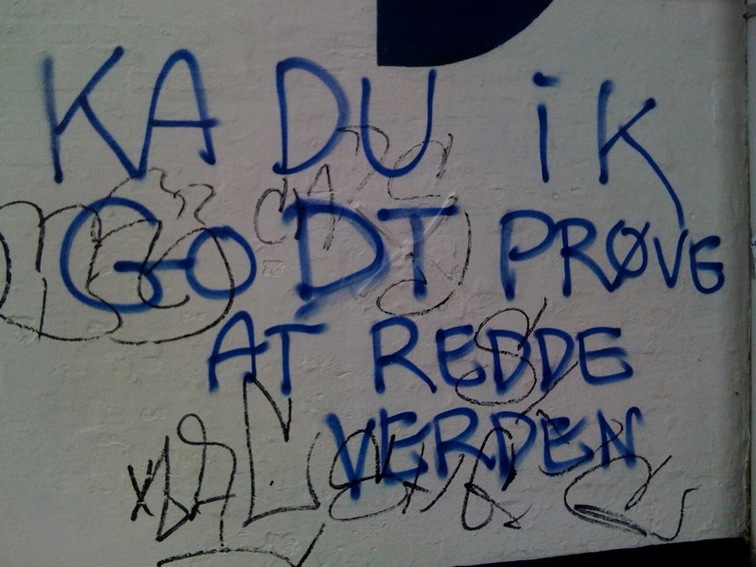 KA DU iK
GODT PRØVE
AT REDDE
VERDEN